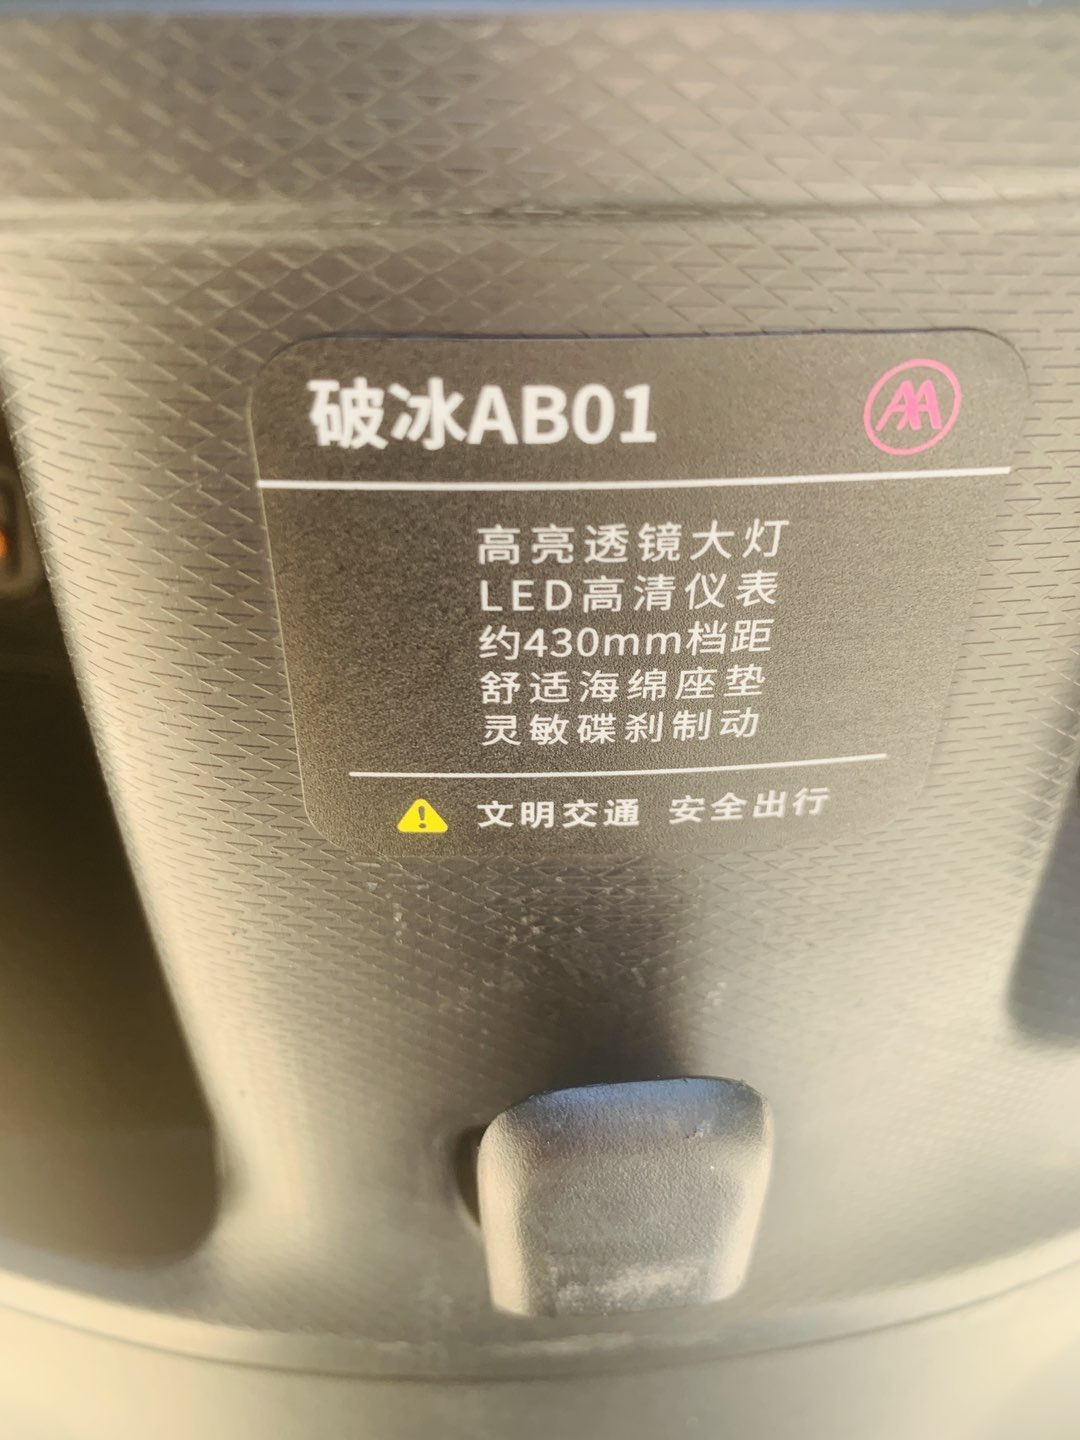 破冰AB01
高亮透镜大灯
LED高清仪表
约430mm档距
舒适海绵座垫
灵敏碟刹制动
文明交通 安全出行